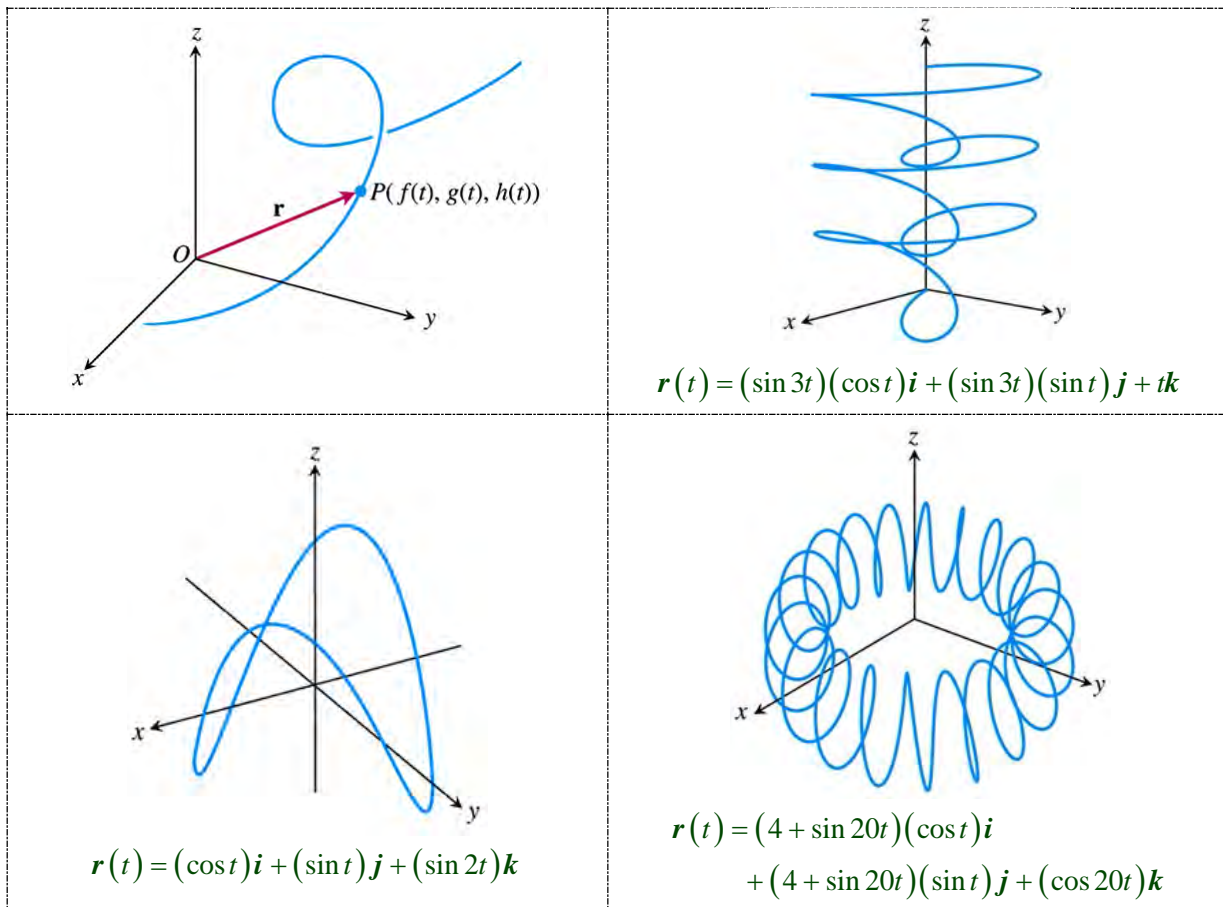 z
r
P(f(t), g(t), h(t))
O
y
x
z
x
y
r(t) = (sin 3t)(cos t)i + (sin 3t)(sin t)j + tk
z
x
y
r(t) = (cos t)i + (sin t)j + (sin 2t)k
z
x
y
r(t) = (4 + sin 20t)(cos t)i
+ (4 + sin 20t)(sin t)j + (cos 20t)k